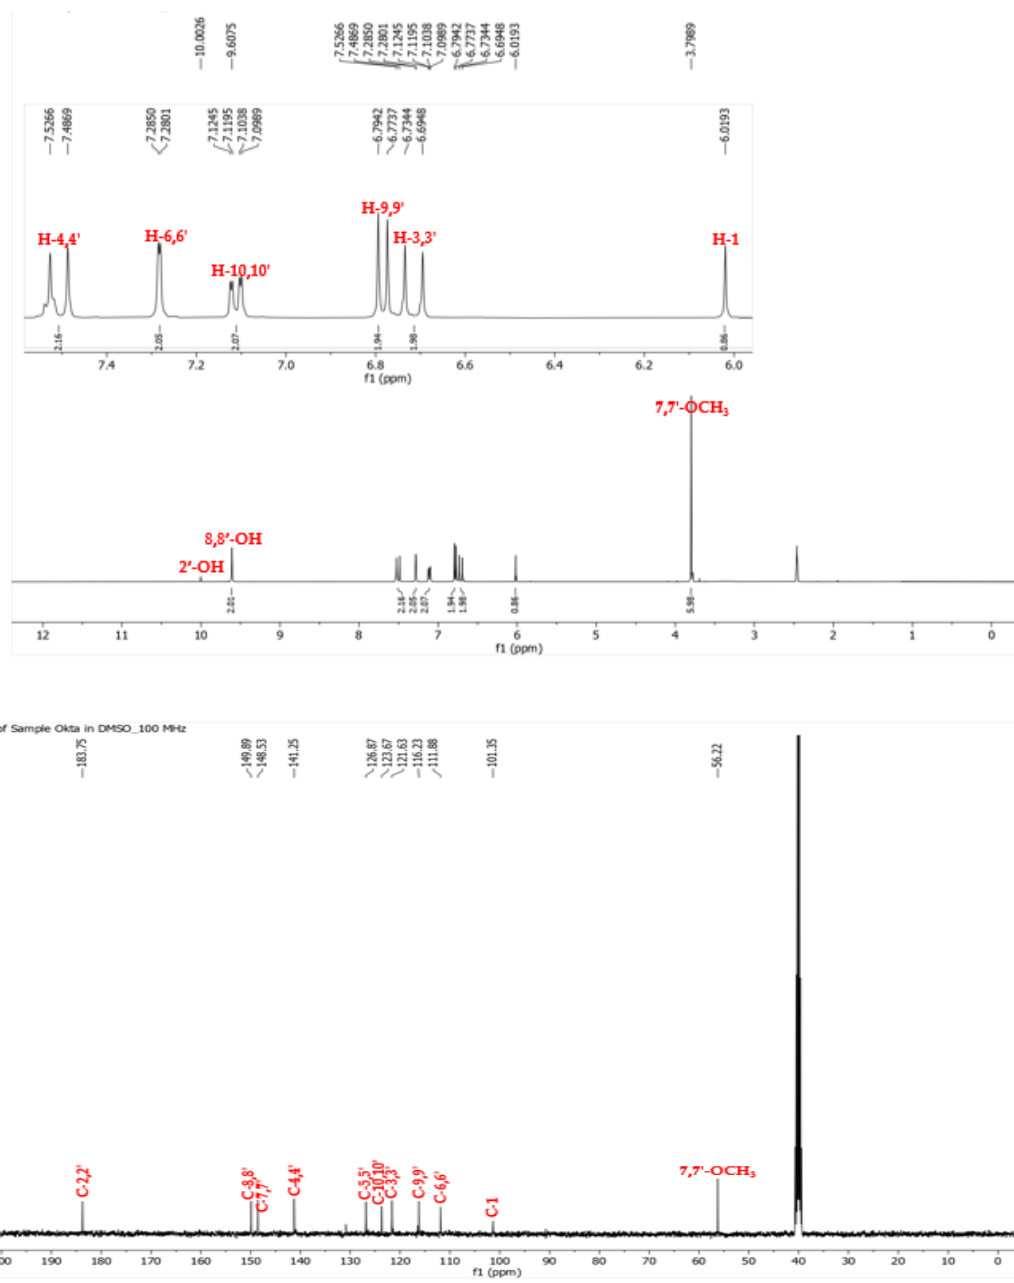 10.0026
9.6075
7.5266
7.4869
7.2850
7.2801
7.1245
7.1195
7.1038
7.0989
6.7942
6.7737
6.7344
6.6948
6.0193
3.7989
7.5266
7.4869
7.2850
7.2801
7.1245
7.1195
7.1038
7.0989
6.7942
6.7737
6.7344
6.6948
6.0193
H-4,4'
H-6,6'
H-10,10'
H-9,9'
H-3,3'
H-1
2.16
2.05
2.07
1.94
1.98
0.86
7.4 7.2 7.0 6.8 6.6 6.4 6.2 6.0
f1 (ppm)
7,7'-OCH₃
8,8'-OH
2'-OH
2.01
2.16
2.05
2.07
1.94
1.98
0.86
5.98
12 11 10 9 8 7 6 5 4 3 2 1 0
f1 (ppm)
of Sample Okta in DMSO_100 MHz
183.75
149.89
148.53
141.25
126.87
123.67
121.63
116.23
111.88
101.35
56.22
C-2,2'
C-8,8'
C-7,7'
C-4,4'
C-5,5'
C-10,10'
C-3,3'
C-9,9'
C-6,6'
C-1
7,7'-OCH₃
00 190 180 170 160 150 140 130 120 110 100 90 80 70 60 50 40 30 20 10 0
f1 (ppm)